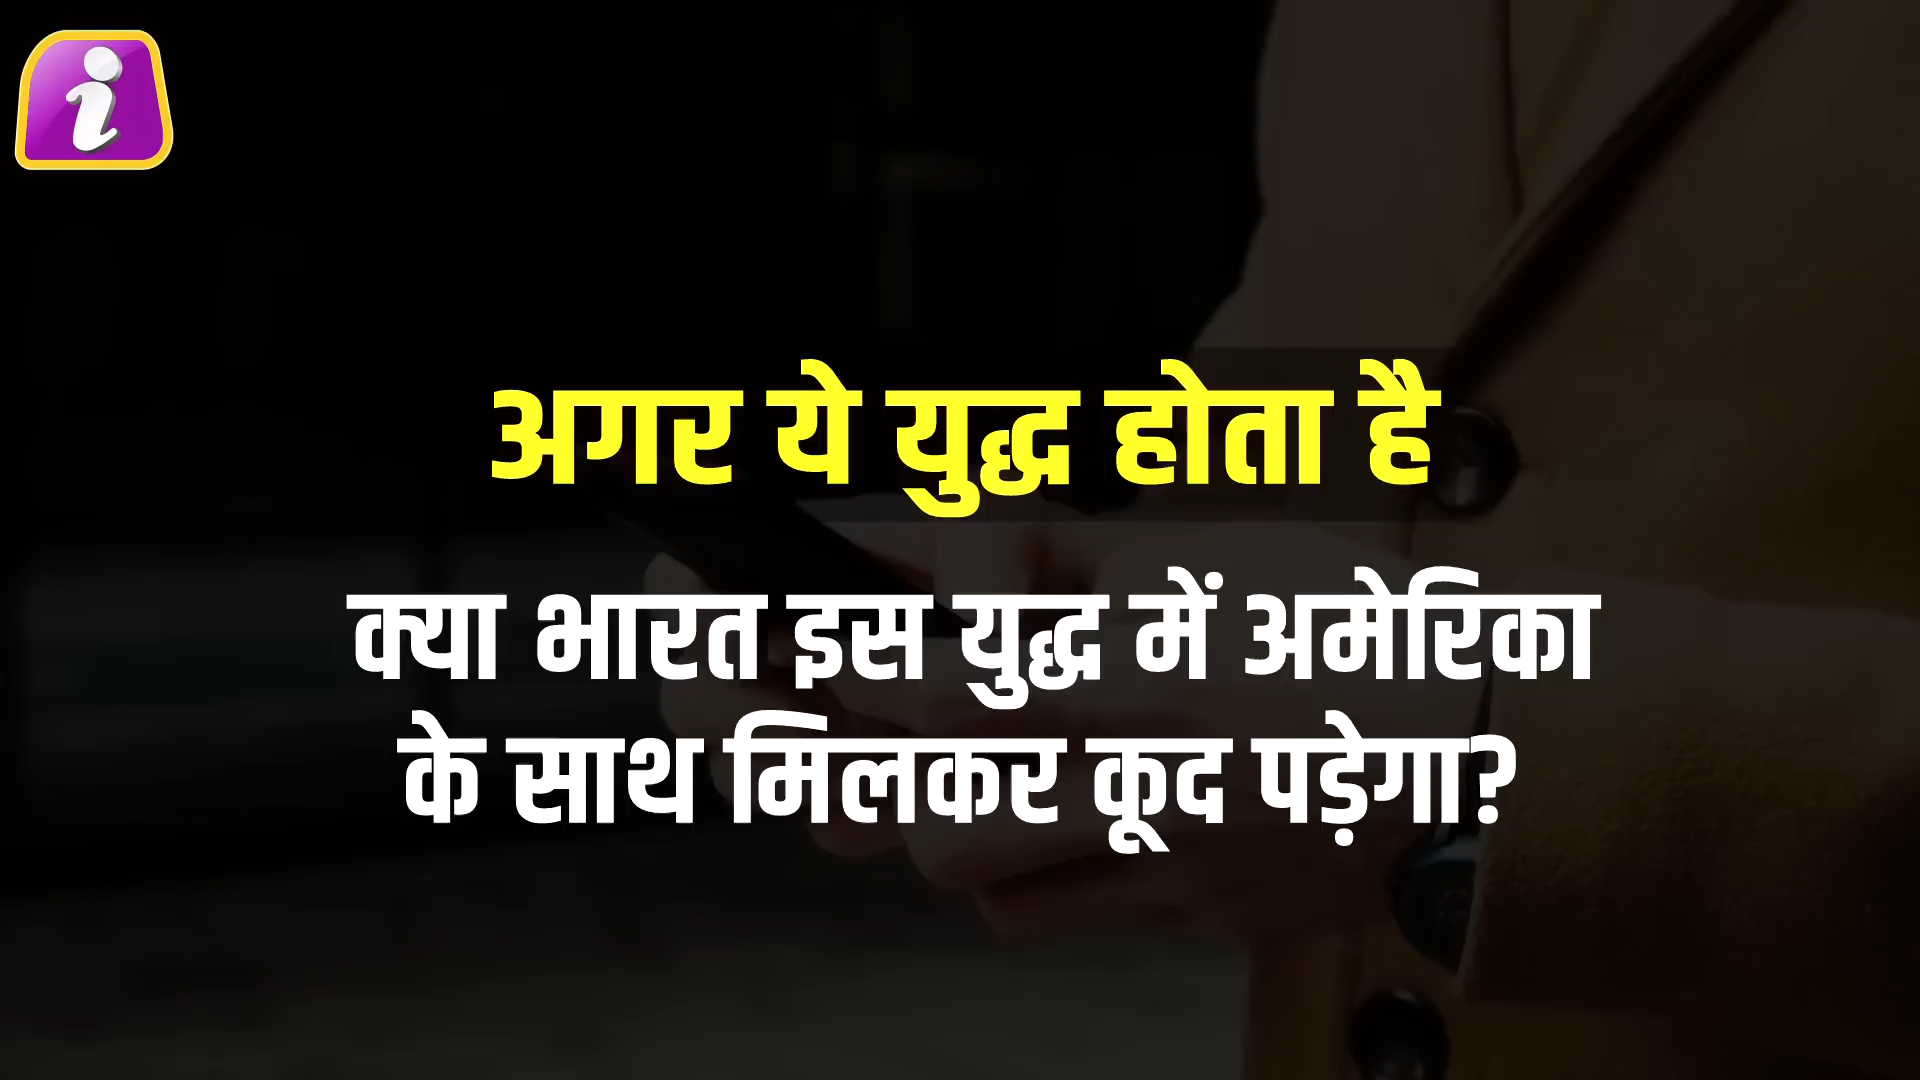 i
अगर ये युद्ध होता है
क्या भारत इस युद्ध में अमेरिका
के साथ मिलकर कूद पड़ेगा?